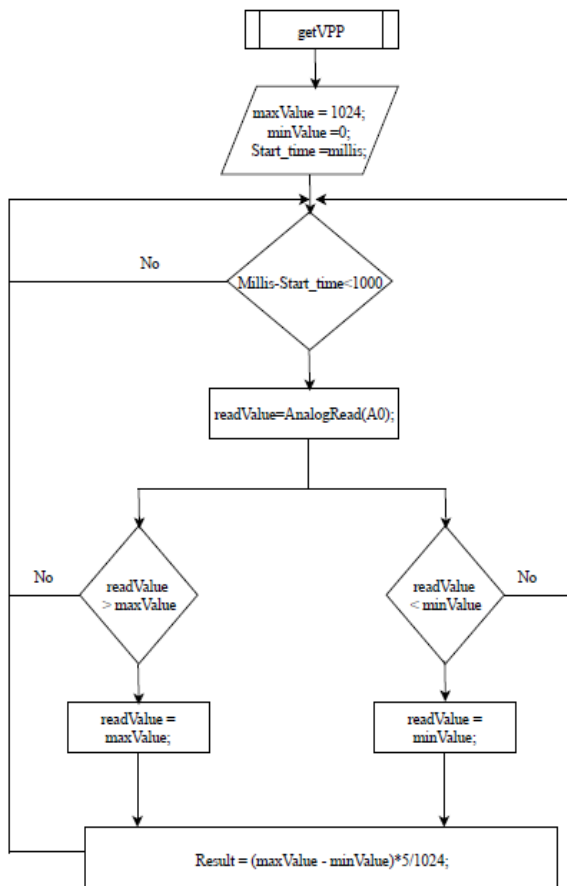 getVPP
maxValue = 1024;
minValue =0;
Start_time =millis;
No
Millis-Start_time<1000
readValue=AnalogRead(A0);
No
readValue
> maxValue
readValue
< minValue
No
readValue =
maxValue;
readValue =
minValue;
Result = (maxValue - minValue)*5/1024;